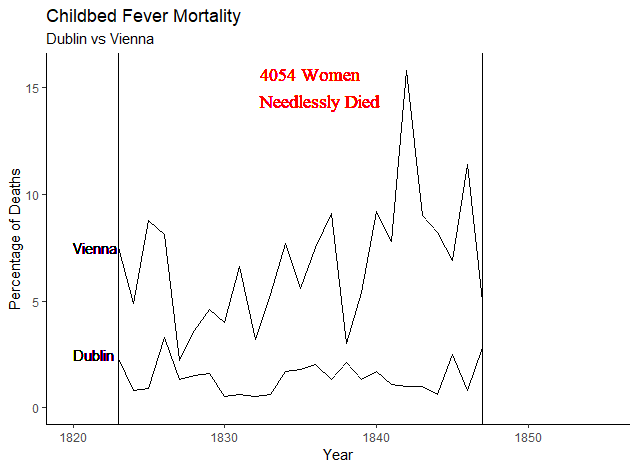 Childbed Fever Mortality
Dublin vs Vienna
4054 Women
Needlessly Died
15
10
5
0
Percentage of Deaths
Vienna
Dublin
1820
1830
1840
1850
Year